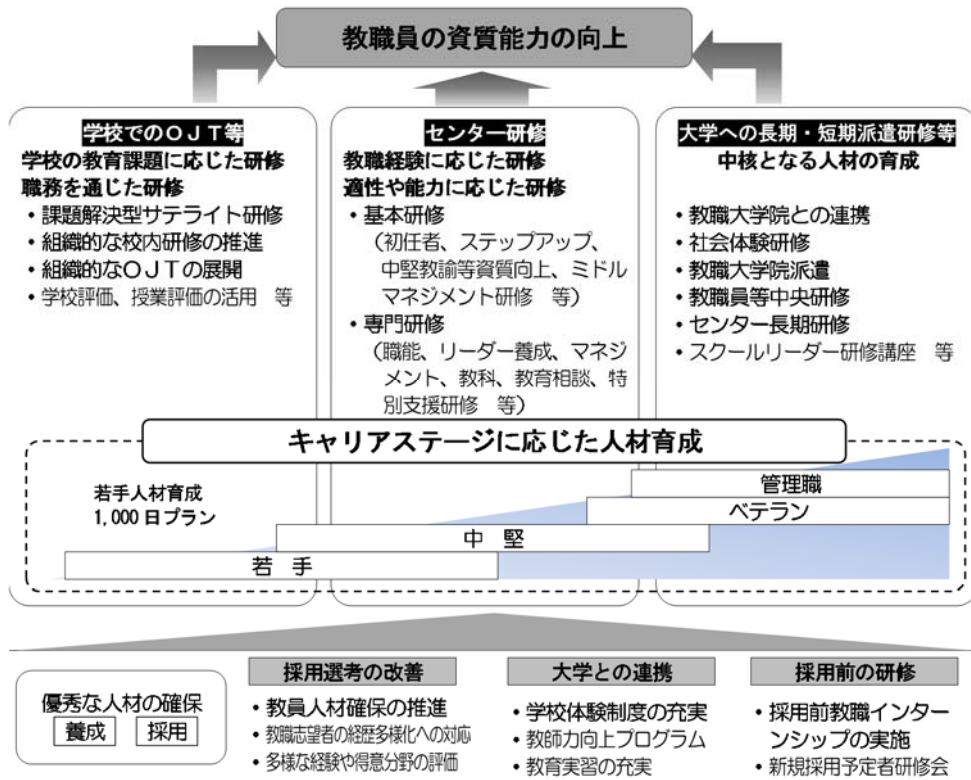 教職員の資質能力の向上
学校でのＯＪＴ等
学校の教育課題に応じた研修
職務を通じた研修
・課題解決型サテライト研修
・組織的な校内研修の推進
・組織的なＯＪＴの展開
・学校評価、授業評価の活用　等
センター研修
教職経験に応じた研修
適性や能力に応じた研修
・基本研修
（初任者、ステップアップ、
中堅教諭等資質向上、ミドル
マネジメント研修　等）
・専門研修
（職能、リーダー養成、マネジ
メント、教科、教育相談、特
別支援研修　等）
大学への長期・短期派遣研修等
中核となる人材の育成
・教職大学院との連携
・社会体験研修
・教職大学院派遣
・教職員等中央研修
・センター長期研修
・スクールリーダー研修講座　等
キャリアステージに応じた人材育成
若手人材育成
1,000日プラン
管理職
ベテラン
中　堅
若　手
優秀な人材の確保
養成　採用
採用選考の改善
・教員人材確保の推進
・教職志望者の経歴多様化への対応
・多様な経験や得意分野の評価
大学との連携
・学校体験制度の充実
・教師力向上プログラム
・教育実習の充実
採用前の研修
・採用前教職インター
ンシップの実施
・新規採用予定者研修会